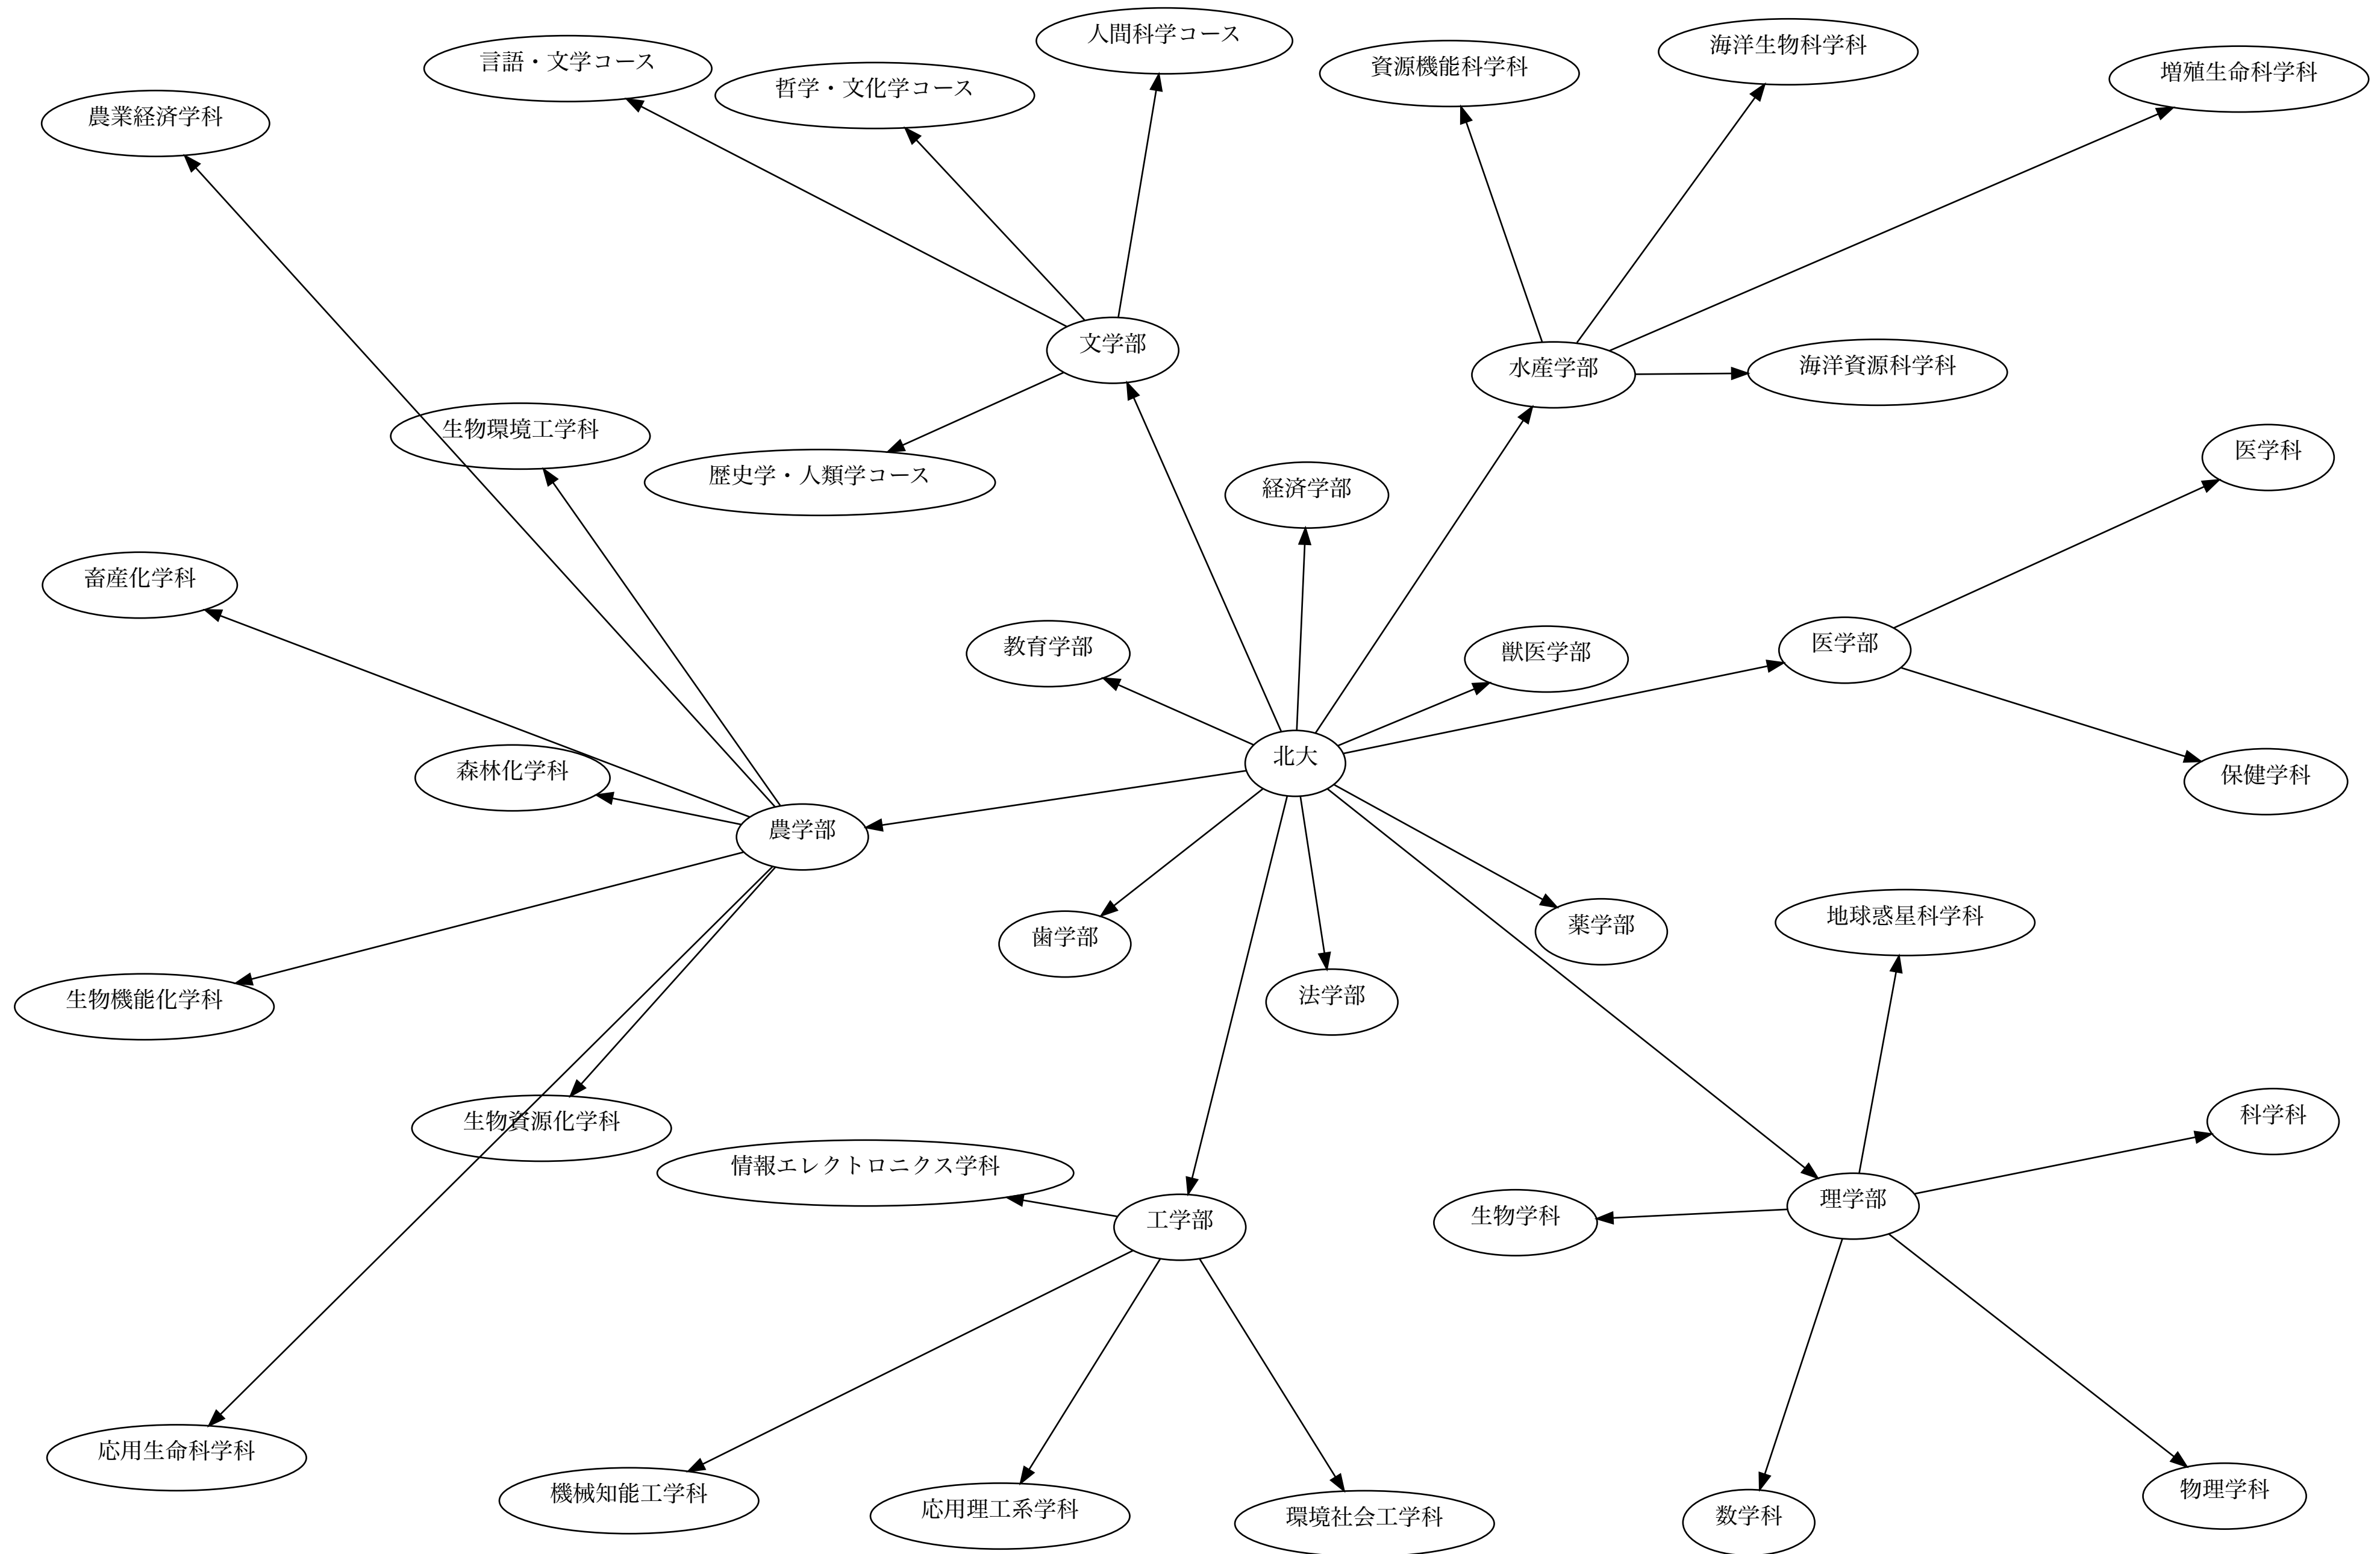 人間科学コース
海洋生物科学科
言語・文学コース
資源機能科学科
増殖生命科学科
哲学・文化学コース
農業経済学科
文学部
海洋資源科学科
水産学部
生物環境工学科
医学科
歴史学・人類学コース
経済学部
畜産化学科
医学部
教育学部
獣医学部
北大
森林化学科
保健学科
農学部
地球惑星科学科
薬学部
歯学部
法学部
生物機能化学科
科学科
生物資源化学科
情報エレクトロニクス学科
理学部
生物学科
工学部
応用生命科学科
物理学科
機械知能工学科
応用理工系学科
数学科
環境社会工学科